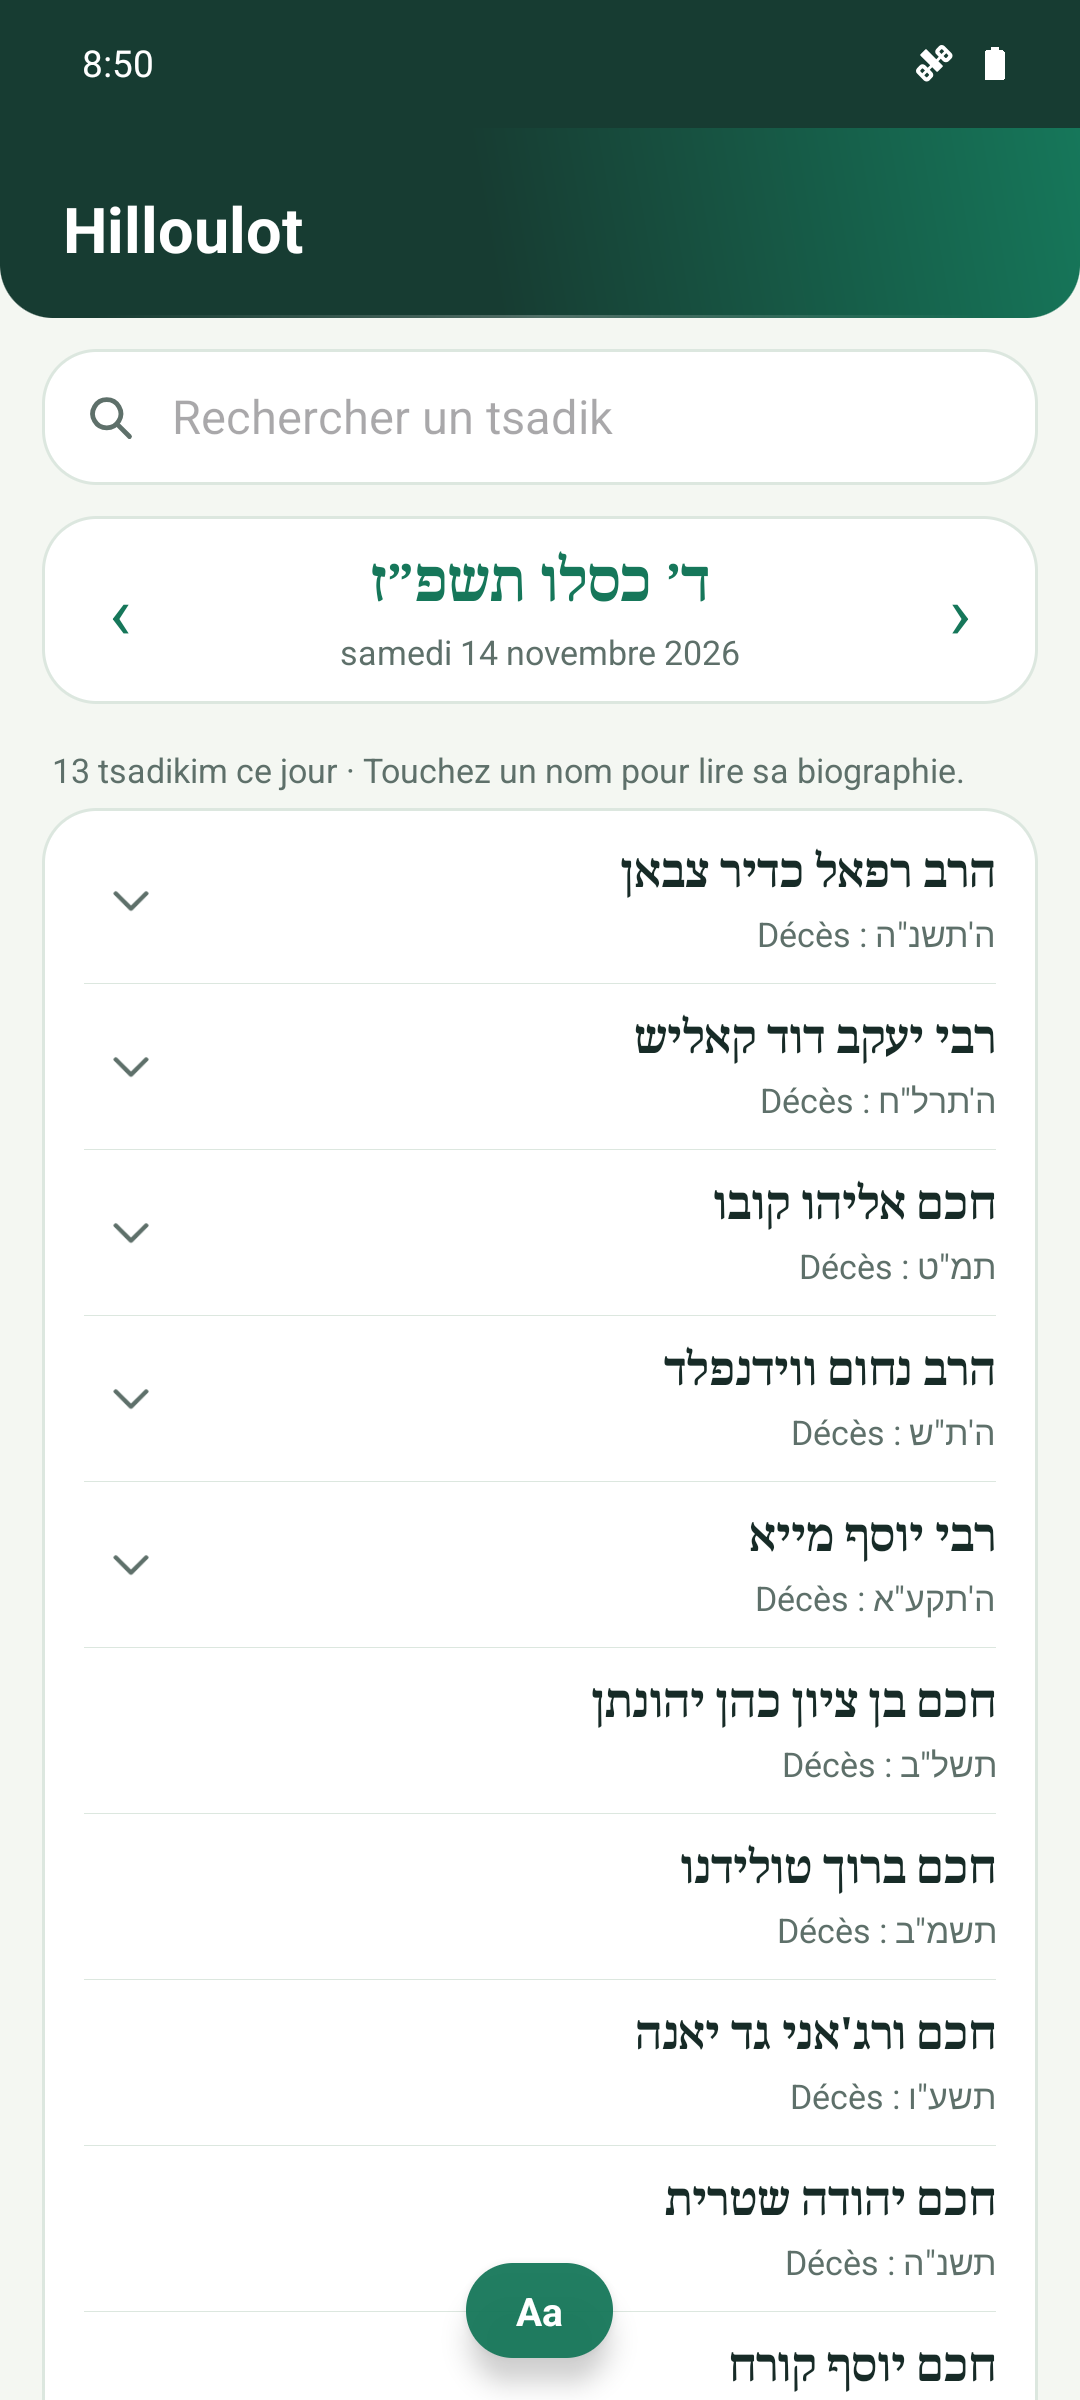 8:50
Hilloulot
Rechercher un tsadik
ד׳ כסלו תשפ״ז
samedi 14 novembre 2026
13 tsadikim ce jour · Touchez un nom pour lire sa biographie.
הרב רפאל כדיר צבאן
Décès : ה'תשנ"ה
רבי יעקב דוד קאליש
Décès : ה'תרל"ח
חכם אליהו קובו
Décès : תמ"ט
הרב נחום ווידנפלד
Décès : ה'ת"ש
רבי יוסף מייא
Décès : ה'תקע"א
חכם בן ציון כהן יהונתן
Décès : תשל"ב
חכם ברוך טולידנו
Décès : תשמ"ב
חכם ורג'אני גד יאנה
Décès : תשע"ו
חכם יהודה שטרית
Décès : תשנ"ה
Aa
חכם יוסף קורח